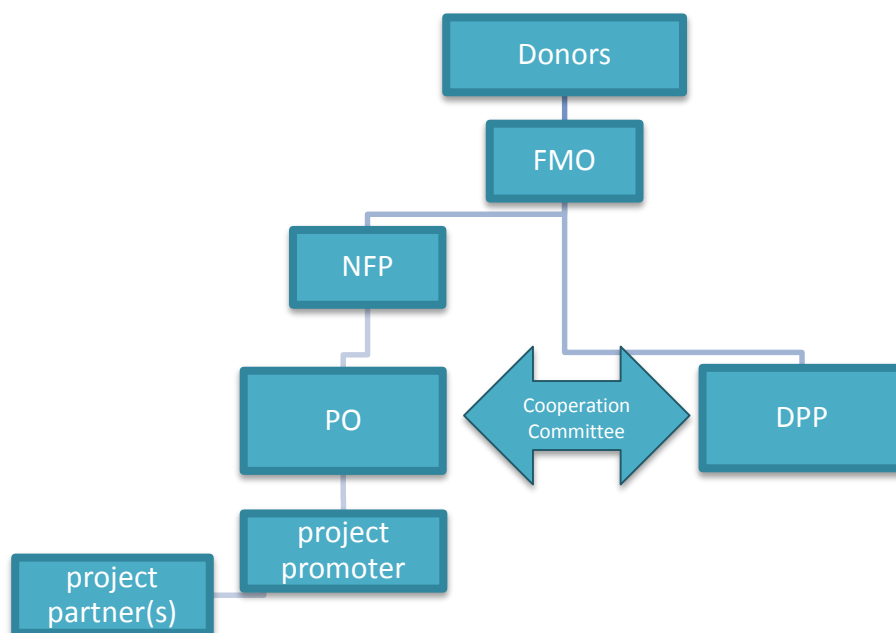 Donors
FMO
NFP
PO
Cooperation
Committee
DPP
project
promoter
project
partner(s)